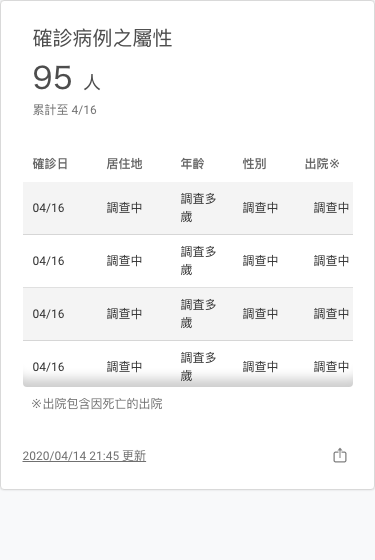 確診病例之屬性
95 人
累計至 4/16
確診日 居住地 年齡 性別 出院※
04/16 調查中 調查多歲 調查中 調查中
04/16 調查中 調查多歲 調查中 調查中
04/16 調查中 調查多歲 調查中 調查中
04/16 調查中 調查多歲 調查中 調查中
※出院包含因死亡的出院
2020/04/14 21:45 更新